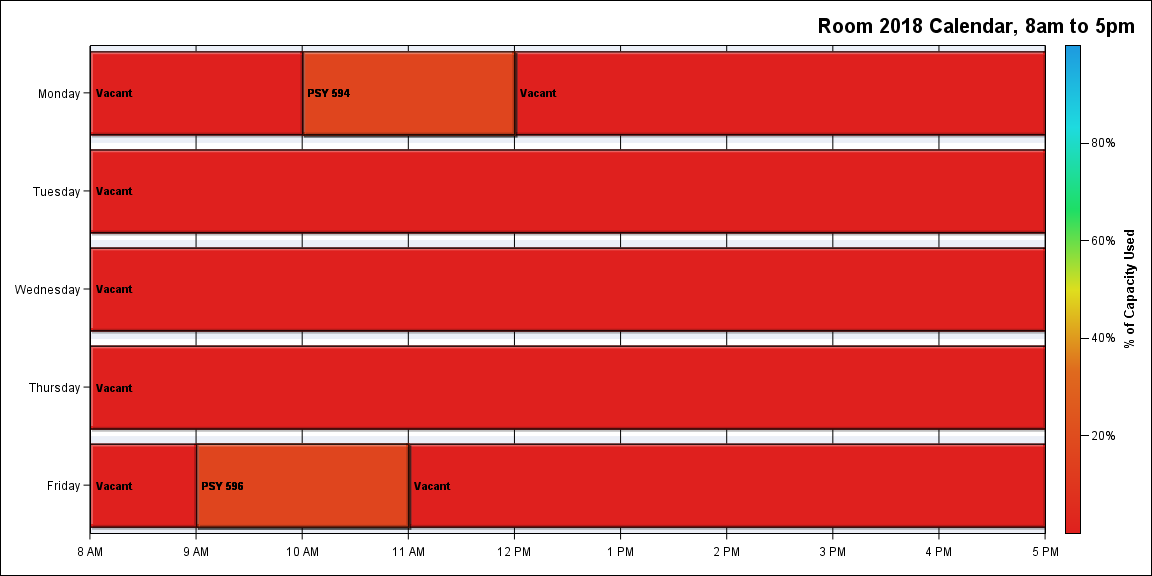 Room 2018 Calendar, 8am to 5pm
Monday
Vacant
PSY 594
Vacant
Tuesday
Vacant
Wednesday
Vacant
Thursday
Vacant
Friday
Vacant
PSY 596
Vacant
8 AM 9 AM 10 AM 11 AM 12 PM 1 PM 2 PM 3 PM 4 PM 5 PM
80%
60%
40%
20%
% of Capacity Used